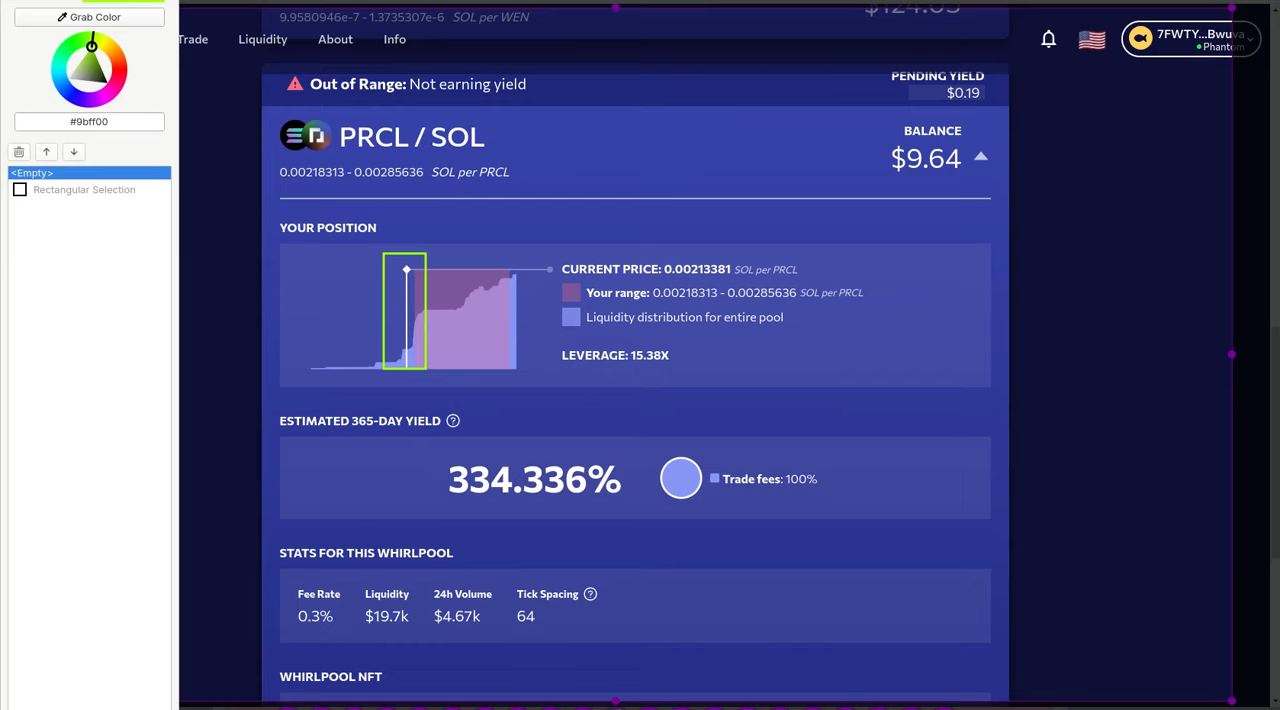 Grab Color
#9bff00
<Empty>
Rectangular Selection
9.9580946e-7 - 1.3735307e-6 SOL per WEN
Trade Liquidity About Info
7FWTY...Bwuva
Phantom
Out of Range: Not earning yield
PENDING YIELD
$0.19
PRCL / SOL
0.00218313 - 0.00285636 SOL per PRCL
BALANCE
$9.64
YOUR POSITION
CURRENT PRICE: 0.00213381 SOL per PRCL
Your range: 0.00218313 - 0.00285636 SOL per PRCL
Liquidity distribution for entire pool
LEVERAGE: 15.38X
ESTIMATED 365-DAY YIELD ?
334.336%
Trade fees: 100%
STATS FOR THIS WHIRLPOOL
Fee Rate Liquidity 24h Volume Tick Spacing ?
0.3% $19.7k $4.67k 64
WHIRLPOOL NFT